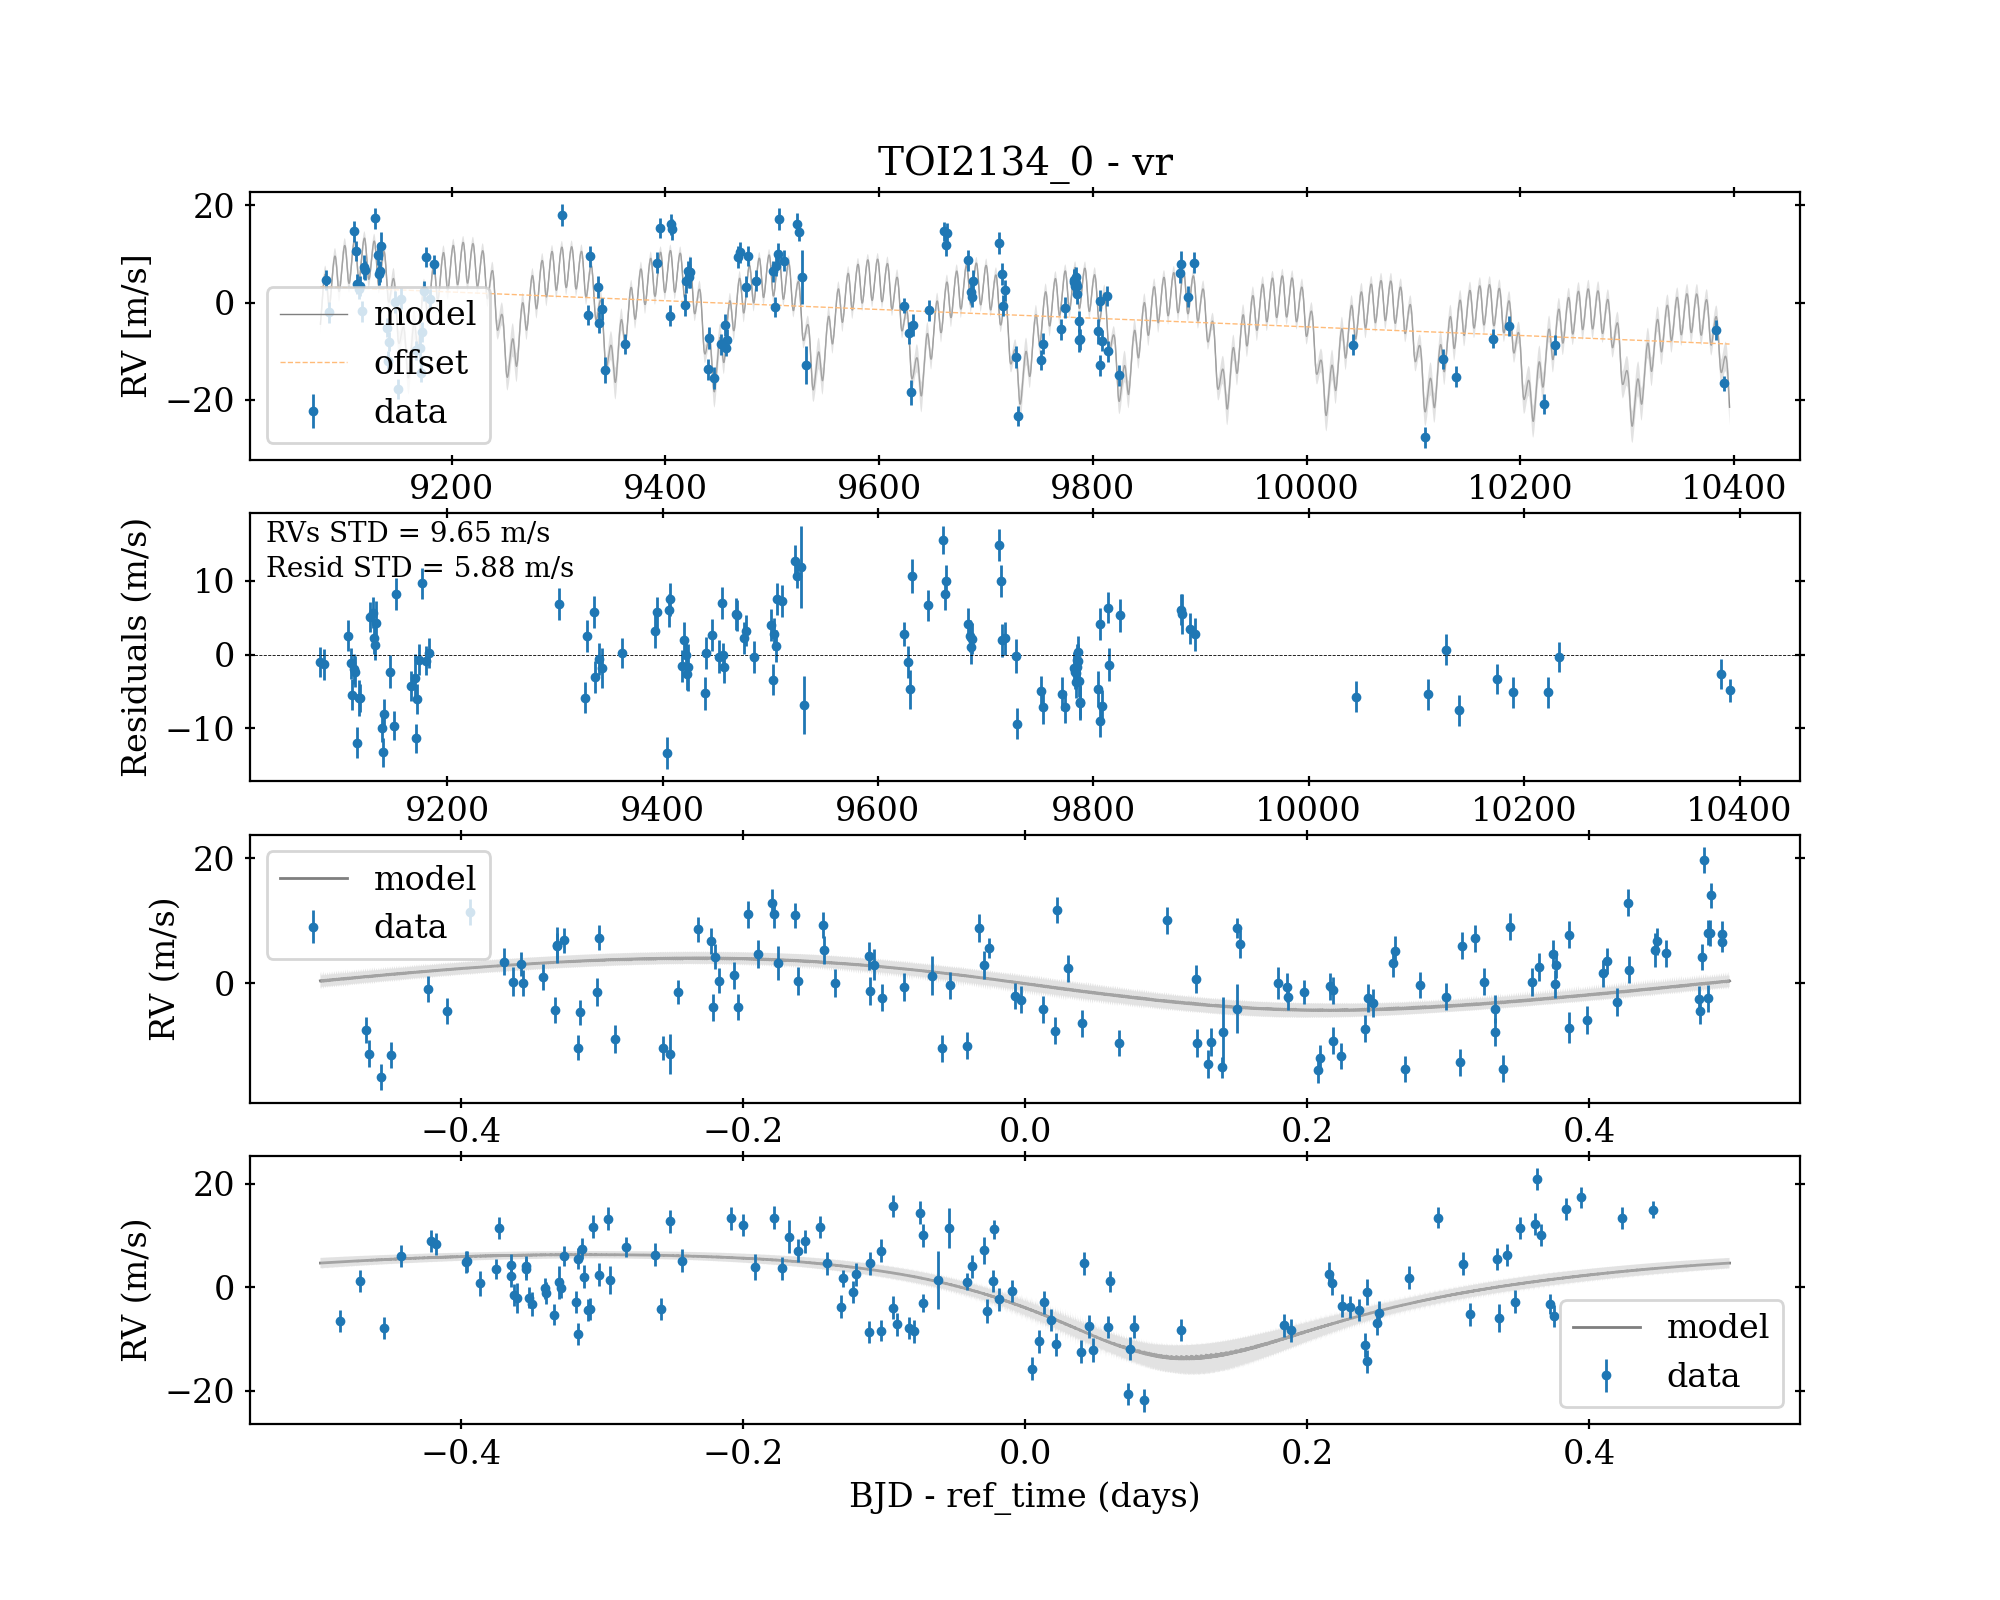 TOI2134_0 - vr
RV [m/s]
20
0
−20
model
offset
data
9200
9400
9600
9800
10000
10200
10400
Residuals (m/s)
RVs STD = 9.65 m/s
Resid STD = 5.88 m/s
10
0
−10
9200
9400
9600
9800
10000
10200
10400
RV (m/s)
20
0
model
data
−0.4
−0.2
0.0
0.2
0.4
RV (m/s)
20
0
−20
model
data
−0.4
−0.2
0.0
0.2
0.4
BJD - ref_time (days)